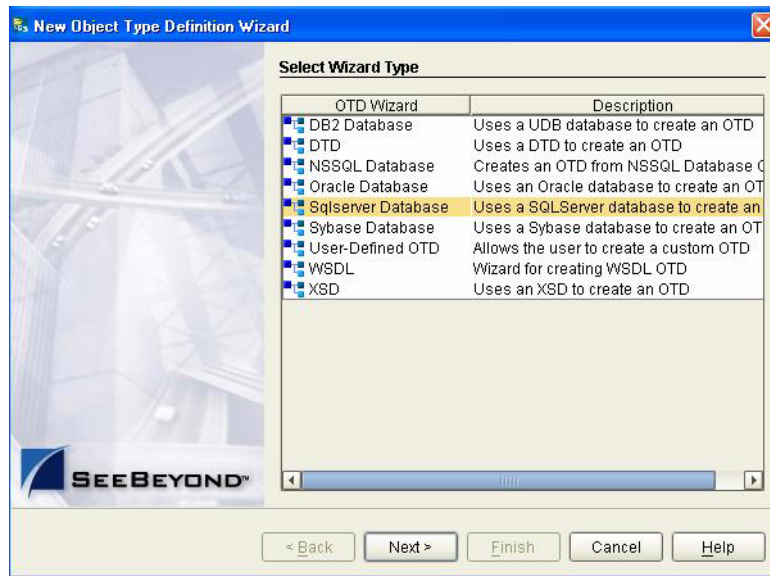 New Object Type Definition Wizard
Select Wizard Type
OTD Wizard Description
DB2 Database Uses a UDB database to create an OTD
DTD Uses a DTD to create an OTD
NSSQL Database Creates an OTD from NSSQL Database
Oracle Database Uses an Oracle database to create an OT
Sqlserver Database Uses a SQLServer database to create an
Sybase Database Uses a Sybase database to create an OT
User-Defined OTD Allows the user to create a custom OTD
WSDL Wizard for creating WSDL OTD
XSD Uses an XSD to create an OTD
SEEBEYOND™
< Back Next > Finish Cancel Help